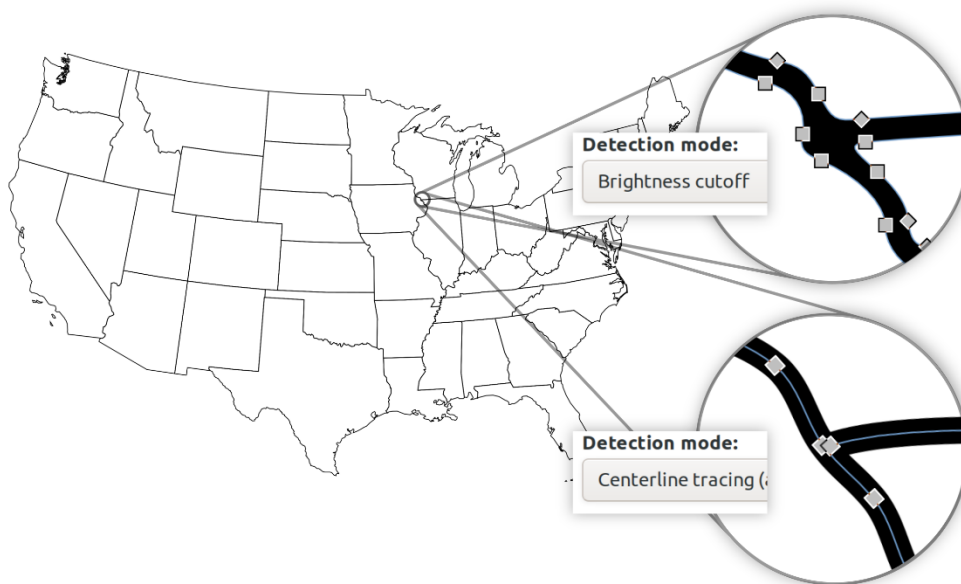 Detection mode:
Brightness cutoff
Detection mode:
Centerline tracing (